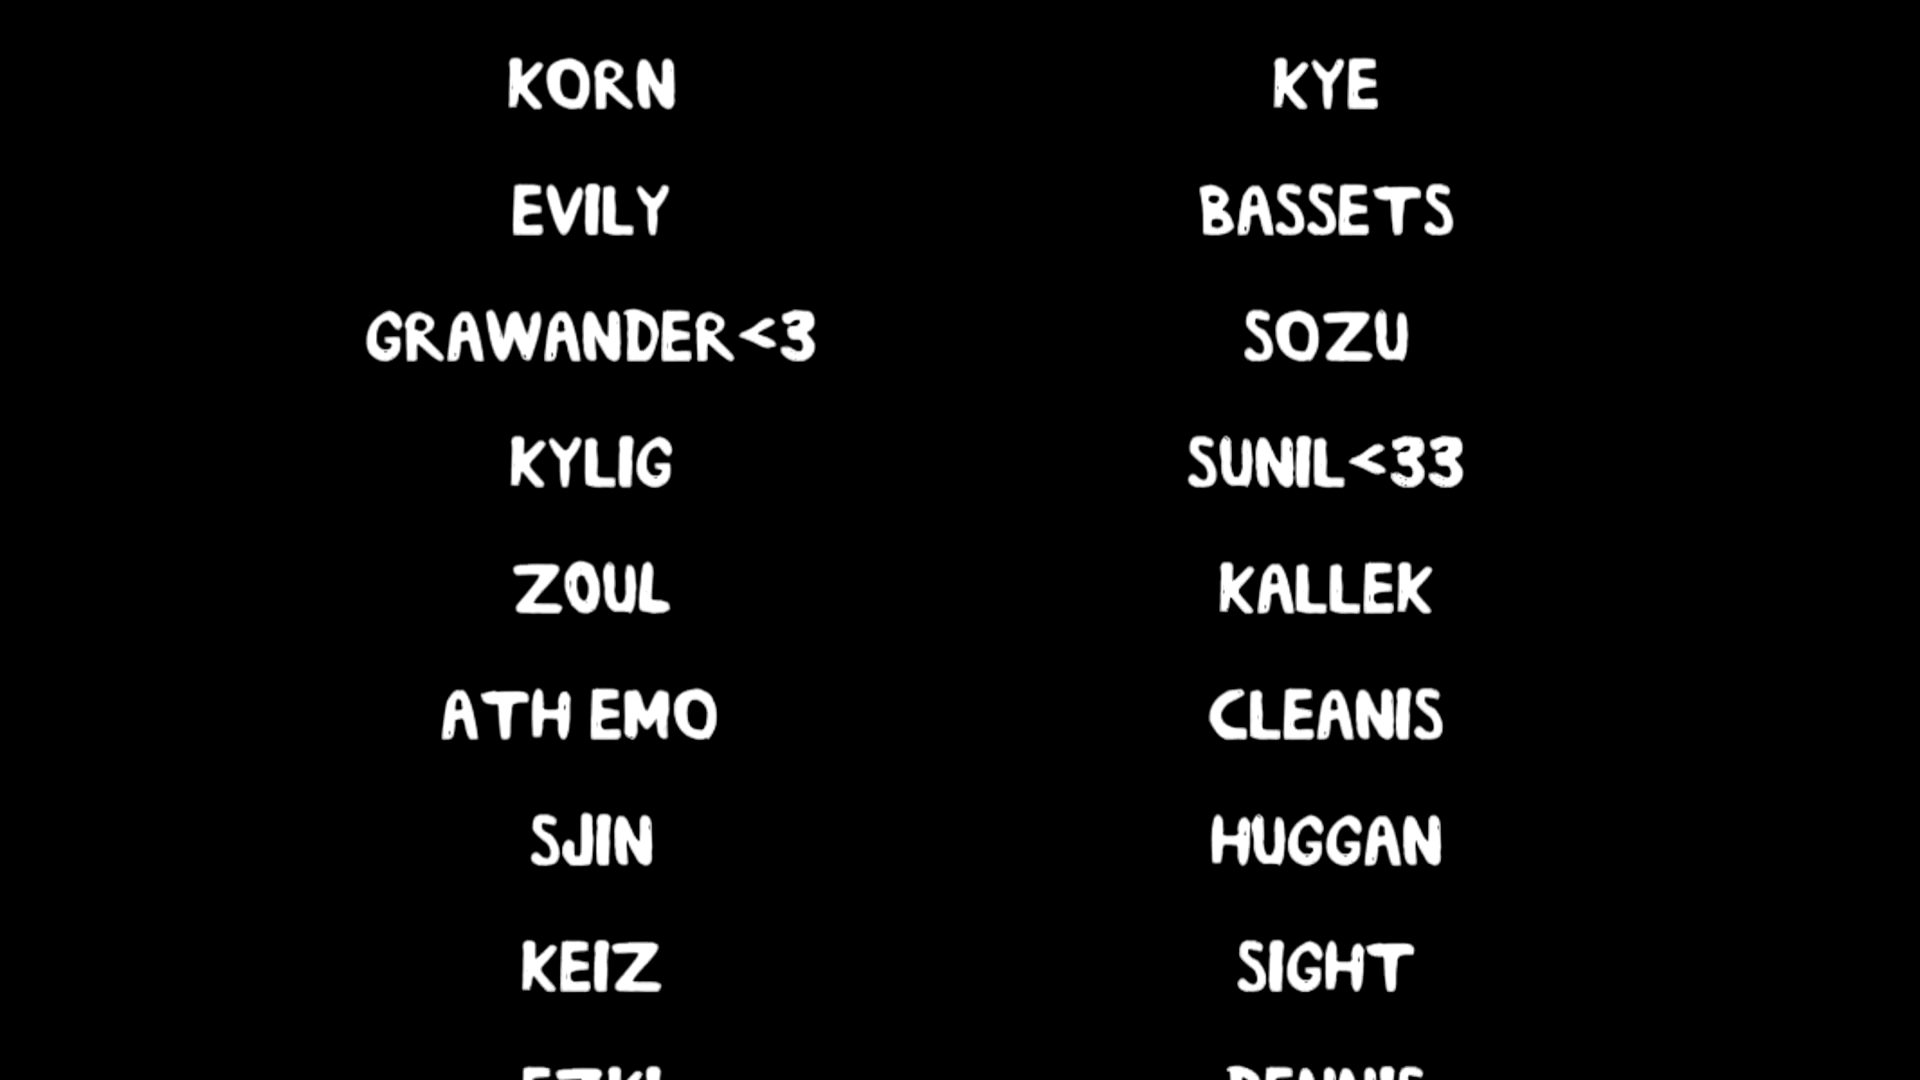 KORN KYE
EVILY BASSETS
GRAWANDER<3 SOZU
KYLIG SUNIL<33
ZOUL KALLEK
ATH EMO CLEANIS
SJIN HUGGAN
KEIZ SIGHT